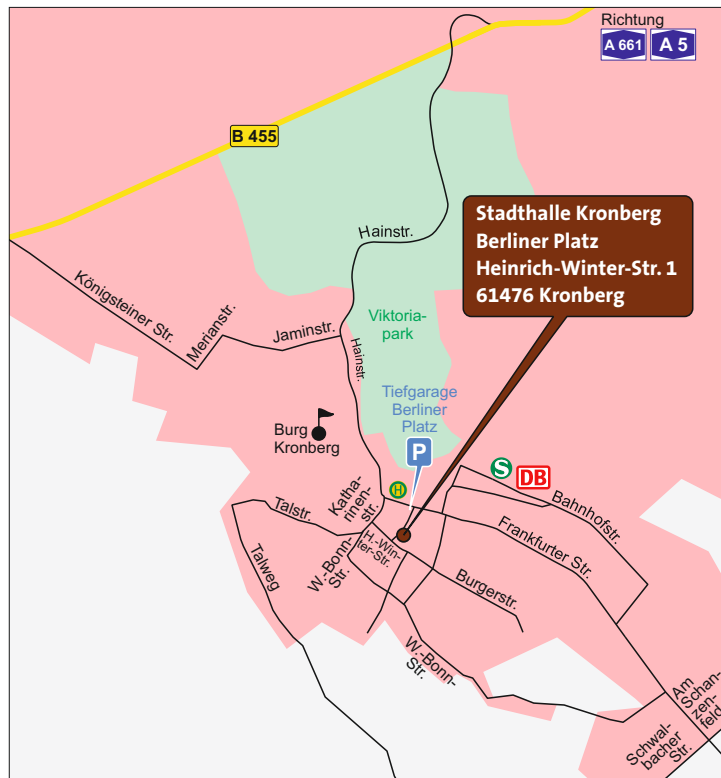 Richtung
A 661 A 5
B 455
Hainstr.
Stadthalle Kronberg
Berliner Platz
Heinrich-Winter-Str. 1
61476 Kronberg
Königsteiner Str.
Merianstr.
Jaminstr.
Hainstr.
Viktoria-
park
Tiefgarage
Berliner
Platz
P
Burg
Kronberg
S
DB
H
Katha-
rinen-
str.
Talstr.
Talweg
W.-Bonn-
Str.
H.-Win-
ter-Str.
Bahnhofstr.
Frankfurter Str.
Burgerstr.
W.-Bonn-
Str.
Am
Schan-
zen-
feld
Schwal-
bacher
Str.